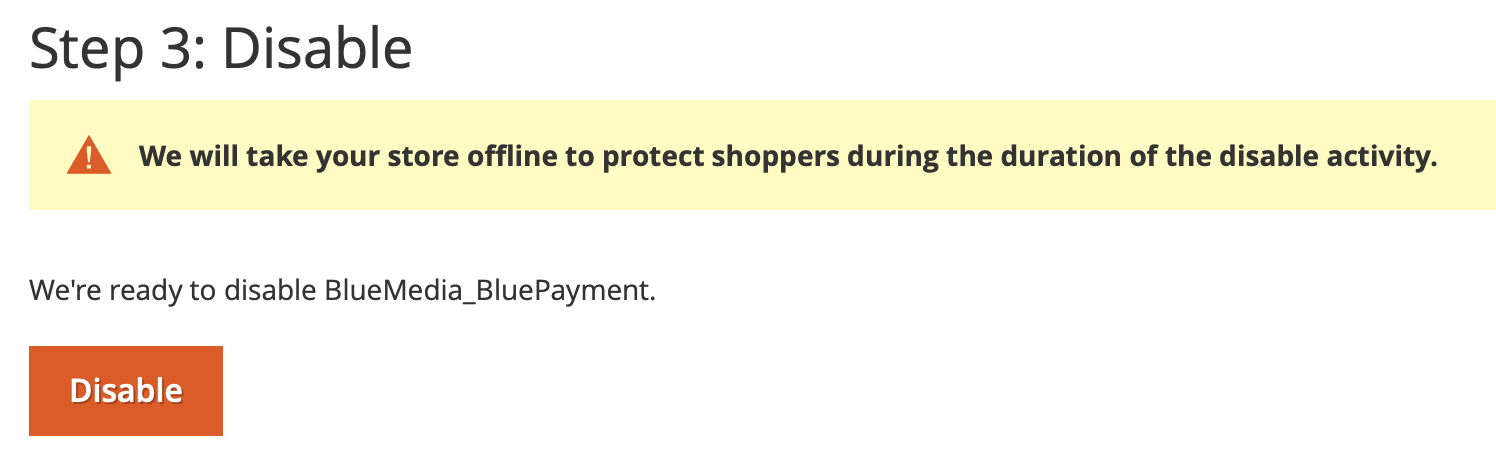 Step 3: Disable
We will take your store offline to protect shoppers during the duration of the disable activity.
We're ready to disable BlueMedia_BluePayment.
Disable